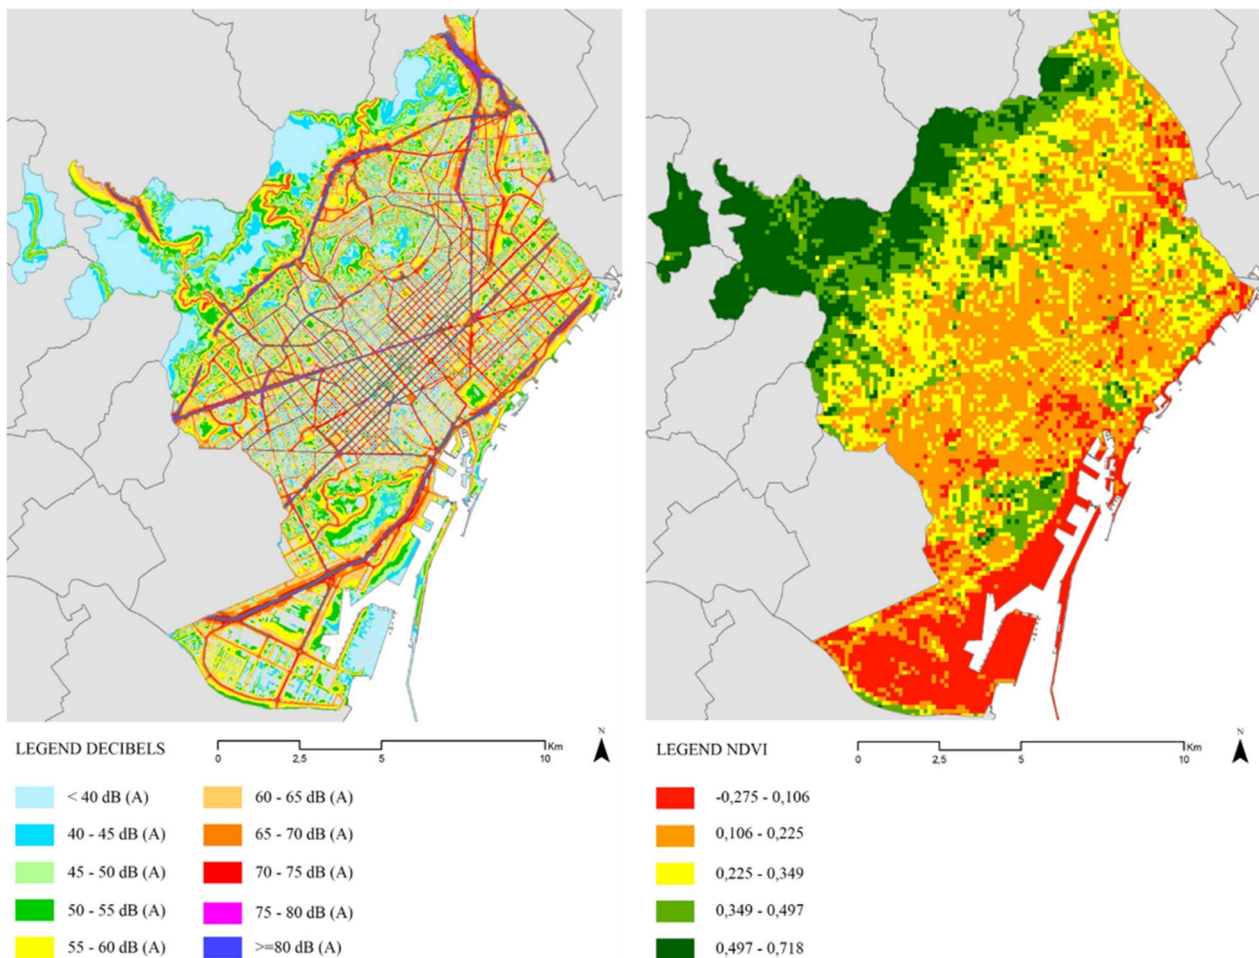 N
N
LEGEND DECIBELS
0 2,5 5 10 Km
LEGEND NDVI
0 2,5 5 10 Km
< 40 dB (A)
60 - 65 dB (A)
-0,275 - 0,106
40 - 45 dB (A)
65 - 70 dB (A)
0,106 - 0,225
45 - 50 dB (A)
70 - 75 dB (A)
0,225 - 0,349
50 - 55 dB (A)
75 - 80 dB (A)
0,349 - 0,497
55 - 60 dB (A)
>=80 dB (A)
0,497 - 0,718